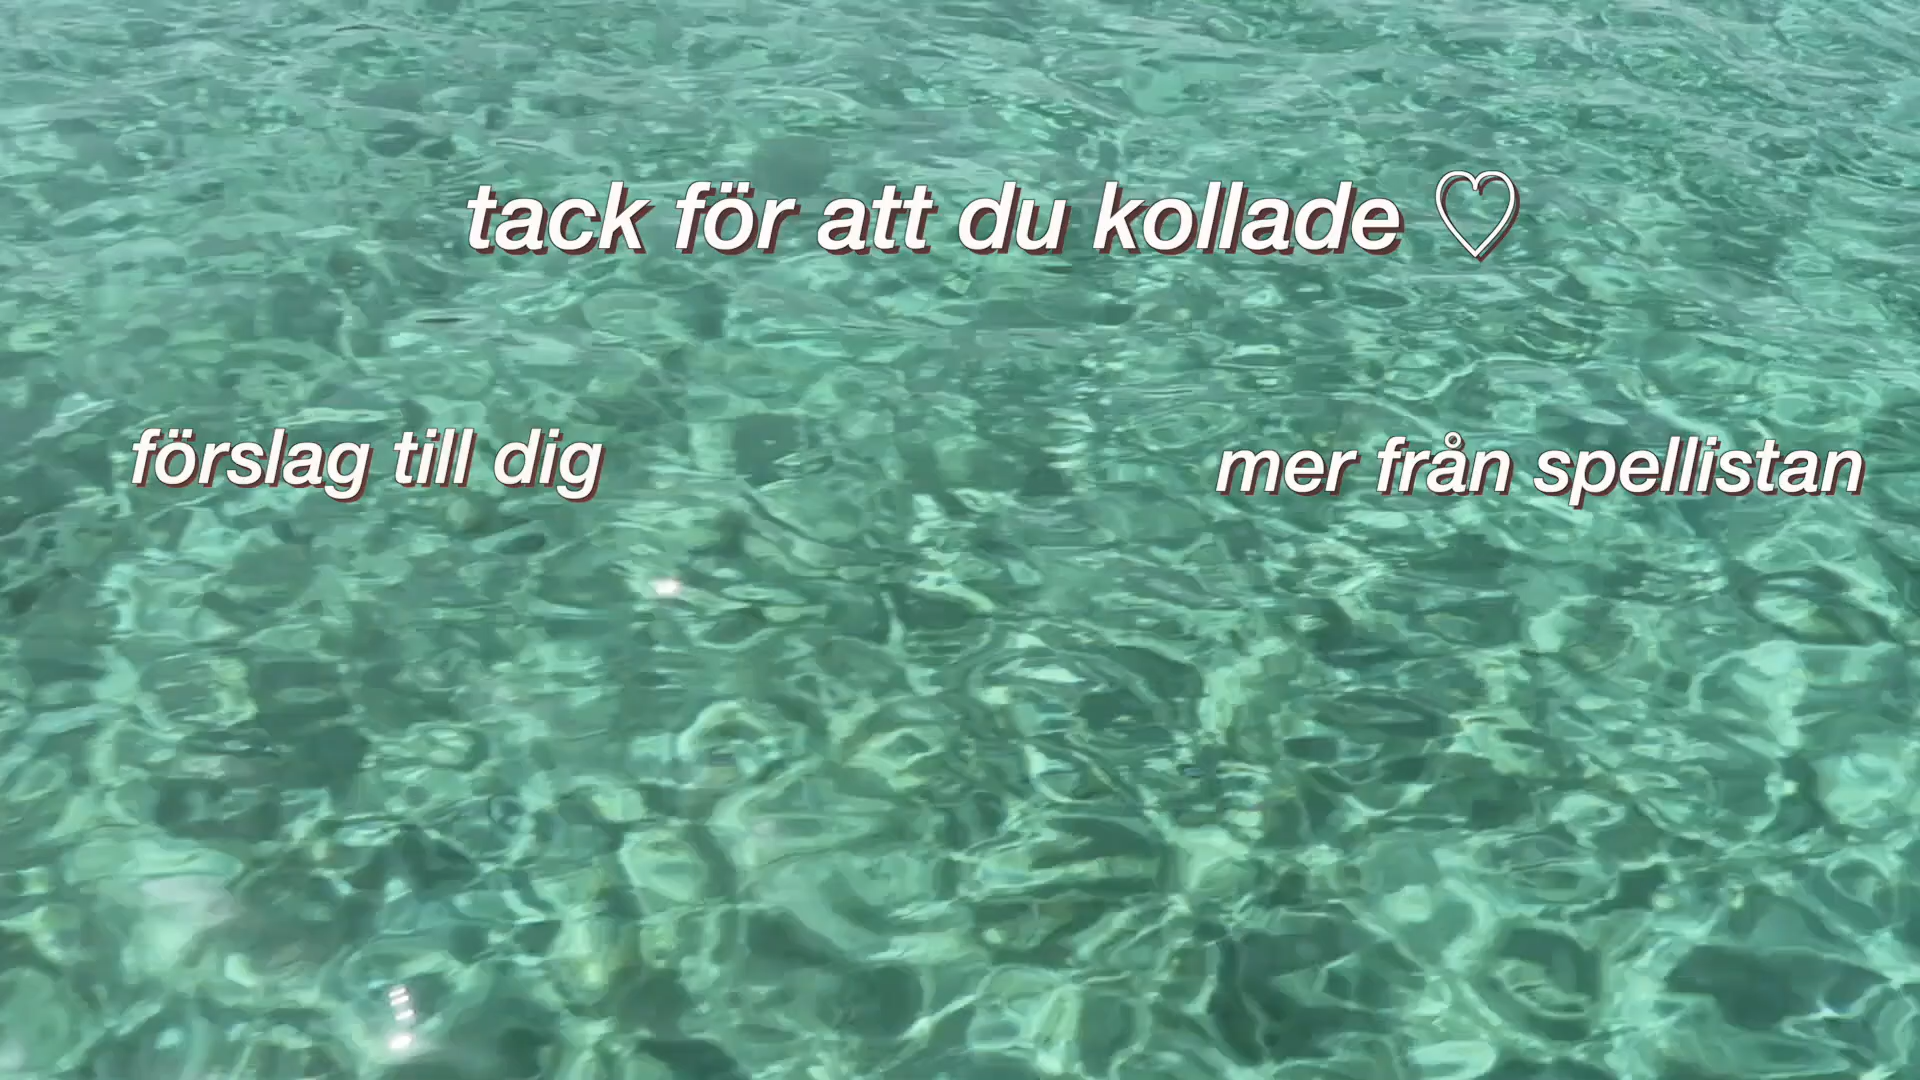 tack för att du kollade ♡
förslag till dig
mer från spellistan